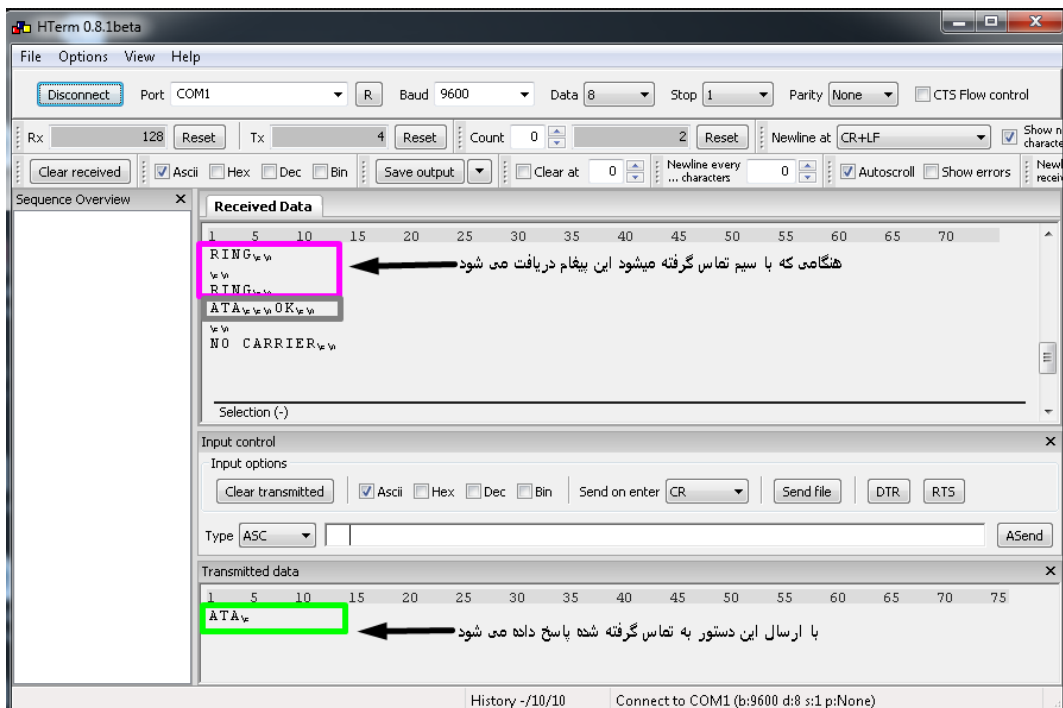 HTerm 0.8.1beta
File Options View Help
Disconnect Port COM1 R Baud 9600 Data 8 Stop 1 Parity None CTS Flow control
Rx 128 Reset Tx 4 Reset Count 0 2 Reset Newline at CR+LF Show n
characte
Clear received Ascii Hex Dec Bin Save output Clear at 0 Newline every
... characters 0 Autoscroll Show errors Newl
receiv
Sequence Overview
Received Data
1 5 10 15 20 25 30 35 40 45 50 55 60 65 70
RING\r\n
\r\n
هنگامی که با سیم تماس گرفته میشود این پیغام دریافت می شود
RING\r\n
ATA\r\r\nOK\r\n
\r\n
NO CARRIER\r\n
Selection (-)
Input control
Input options
Clear transmitted Ascii Hex Dec Bin Send on enter CR Send file DTR RTS
Type ASC ASend
Transmitted data
1 5 10 15 20 25 30 35 40 45 50 55 60 65 70 75
ATA\r
با ارسال این دستور به تماس گرفته شده پاسخ داده می شود
History -/10/10 Connect to COM1 (b:9600 d:8 s:1 p:None)